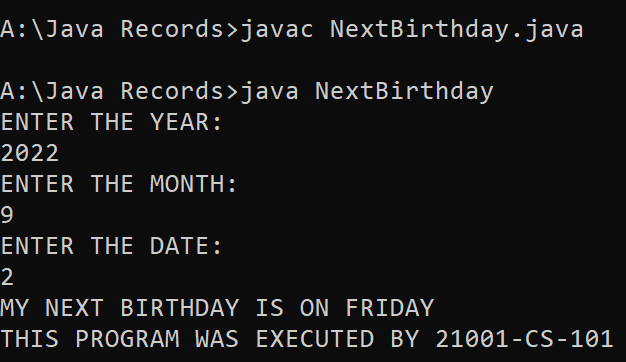 A:\Java Records>javac NextBirthday.java
A:\Java Records>java NextBirthday
ENTER THE YEAR:
2022
ENTER THE MONTH:
9
ENTER THE DATE:
2
MY NEXT BIRTHDAY IS ON FRIDAY
THIS PROGRAM WAS EXECUTED BY 21001-CS-101